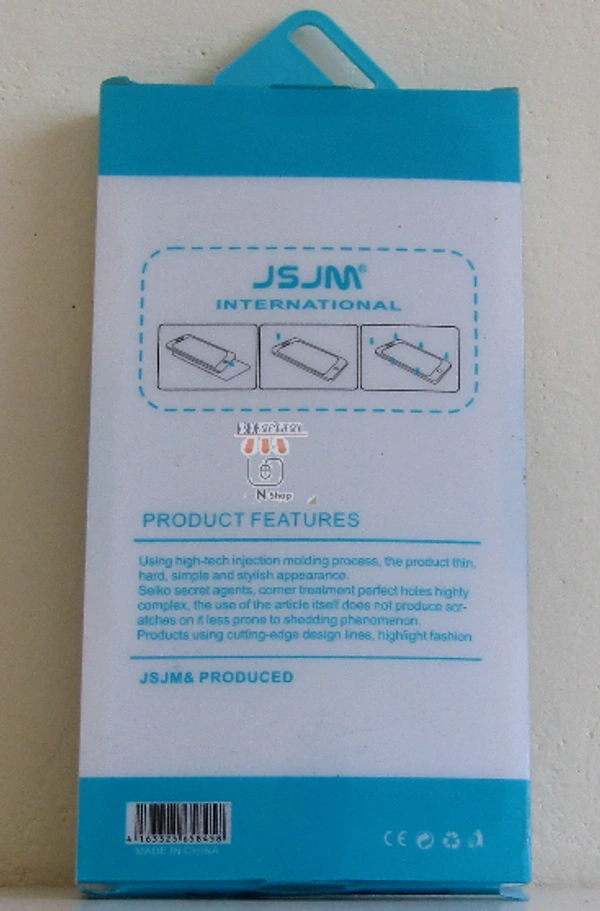 JSJM®
INTERNATIONAL
N Shop
PRODUCT FEATURES
Using high-tech injection molding process, the product thin,
hard, simple and stylish appearance.
Seiko secret agents, corner treatment perfect holes highly
complex, the use of the article itself does not produce scr-
atches on it less prone to shedding phenomenon.
Products using cutting-edge design lines, highlight fashion
JSJM& PRODUCED
MADE IN CHINA
CE